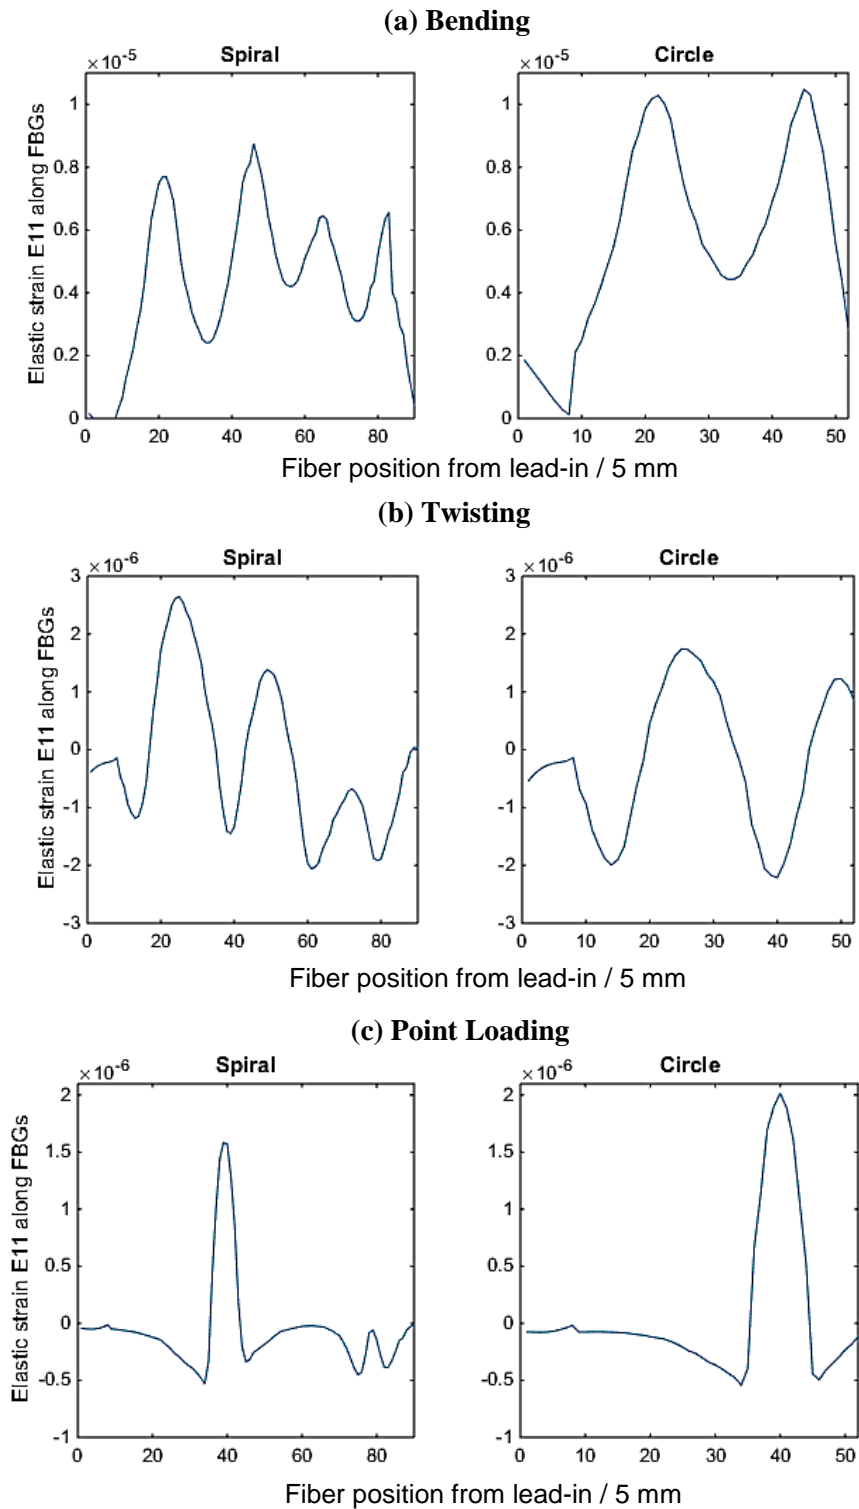 (a) Bending
Spiral
Circle
×10⁻⁵
×10⁻⁵
Elastic strain E11 along FBGs
1
0.8
0.6
0.4
0.2
0
0 20 40 60 80
1
0.8
0.6
0.4
0.2
0
0 10 20 30 40 50
Fiber position from lead-in / 5 mm
(b) Twisting
Spiral
Circle
×10⁻⁶
×10⁻⁶
Elastic strain E11 along FBGs
3
2
1
0
-1
-2
-3
0 20 40 60 80
3
2
1
0
-1
-2
-3
0 10 20 30 40 50
Fiber position from lead-in / 5 mm
(c) Point Loading
Spiral
Circle
×10⁻⁶
×10⁻⁶
Elastic strain E11 along FBGs
2
1.5
1
0.5
0
-0.5
-1
0 20 40 60 80
2
1.5
1
0.5
0
-0.5
-1
0 10 20 30 40 50
Fiber position from lead-in / 5 mm